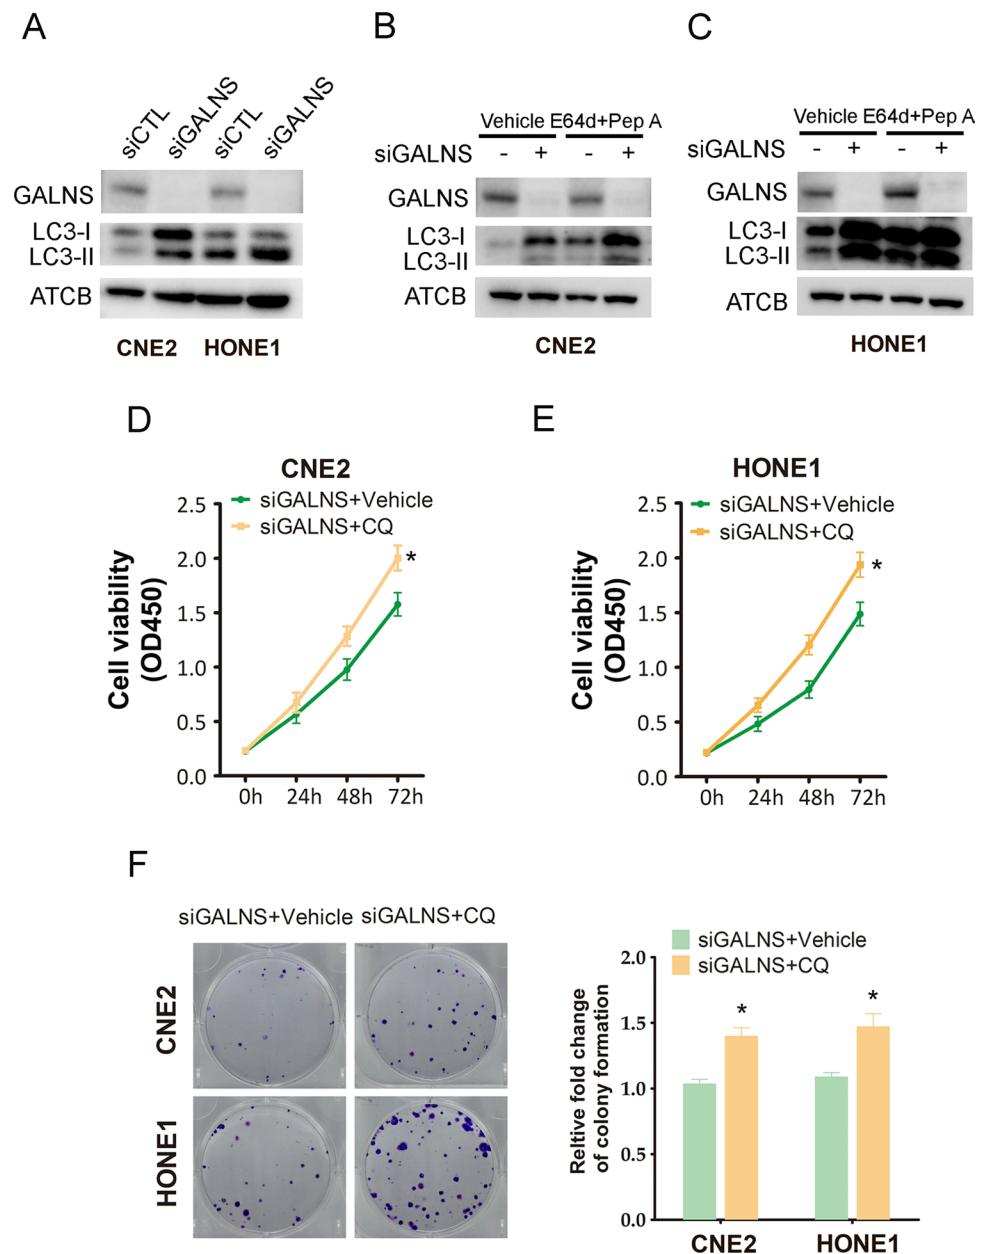 A
siCTL
siGALNS
siCTL
siGALNS
GALNS
LC3-I
LC3-II
ATCB
CNE2 HONE1
B
Vehicle E64d+Pep A
siGALNS - + - +
GALNS
LC3-I
LC3-II
ATCB
CNE2
C
Vehicle E64d+Pep A
siGALNS - + - +
GALNS
LC3-I
LC3-II
ATCB
HONE1
D
CNE2
siGALNS+Vehicle
siGALNS+CQ
Cell viability
(OD450)
2.5
2.0
1.5
1.0
0.5
0.0
*
0h 24h 48h 72h
E
HONE1
siGALNS+Vehicle
siGALNS+CQ
Cell viability
(OD450)
2.5
2.0
1.5
1.0
0.5
0.0
*
0h 24h 48h 72h
F
siGALNS+Vehicle siGALNS+CQ
CNE2
HONE1
siGALNS+Vehicle
siGALNS+CQ
Reltive fold change
of colony formation
2.0
1.5
1.0
0.5
0.0
* *
CNE2 HONE1